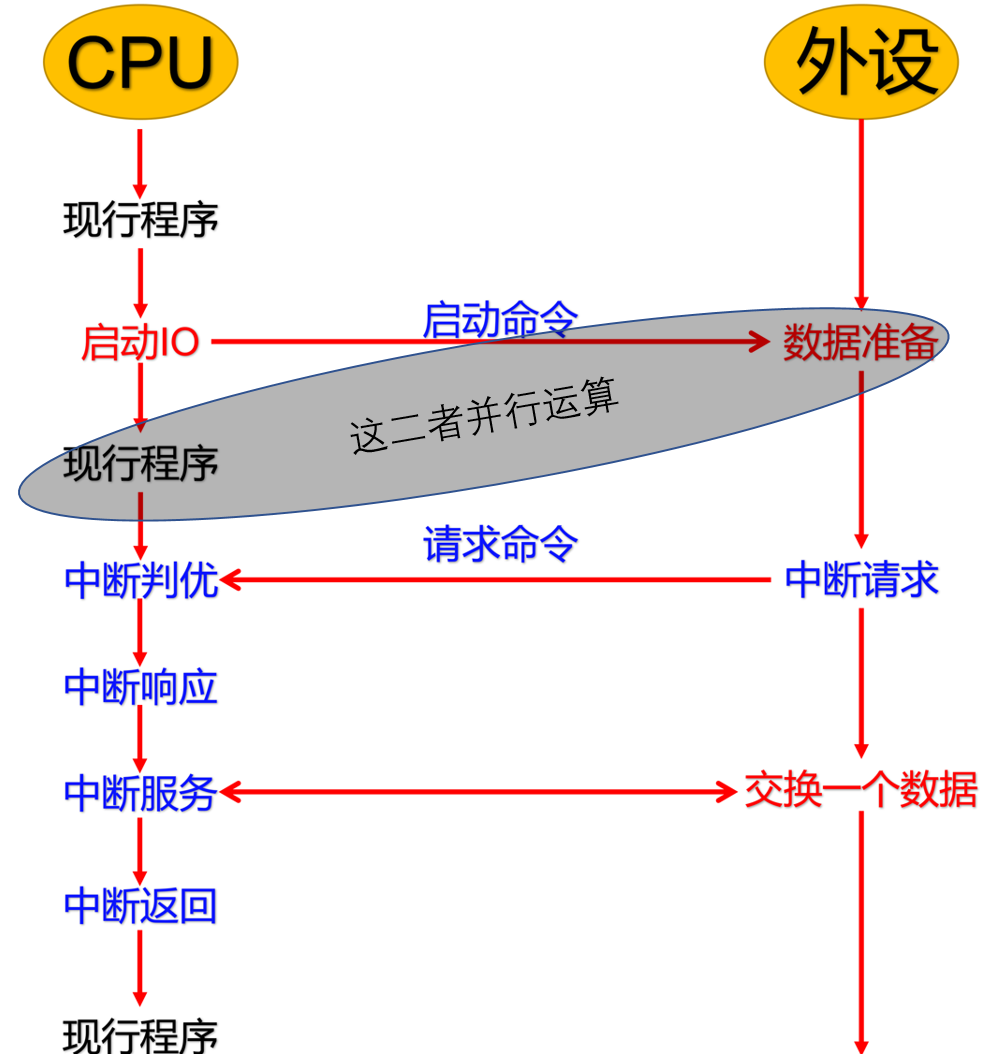 CPU
外设
现行程序
启动命令
启动IO
数据准备
这二者并行运算
现行程序
请求命令
中断判优
中断请求
中断响应
中断服务
交换一个数据
中断返回
现行程序